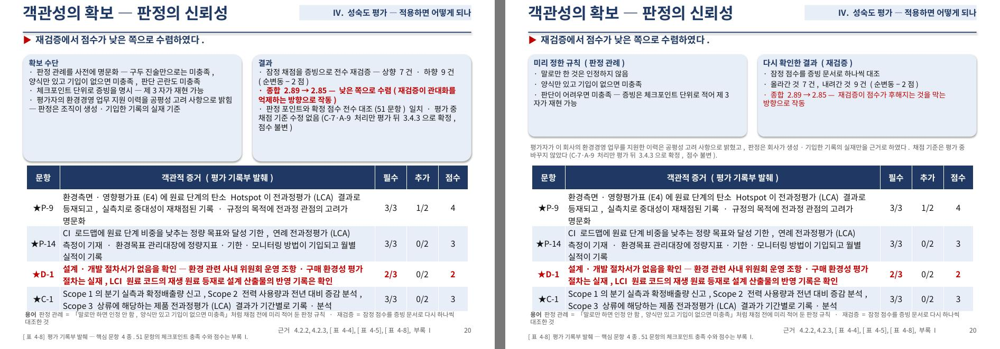 객관성의 확보 — 판정의 신뢰성
IV. 성숙도 평가 — 적용하면 어떻게 되나
▶ 재검증에서 점수가 낮은 쪽으로 수렴하였다 .
확보 수단
· 판정 관례를 사전에 명문화 — 구두 진술만으로는 미충족 ,
양식만 있고 기입이 없으면 미충족 , 판단 곤란도 미충족
· 체크포인트 단위로 증빙을 명시 — 제 3 자가 재현 가능
· 평가자의 환경경영 업무 지원 이력을 공평성 고려 사항으로 밝힘
— 판정은 조직이 생성 · 기입한 기록의 실재 기준
결과
· 잠정 채점을 증빙으로 전수 재검증 — 상향 7 건 · 하향 9 건
( 순변동 − 2 점 )
· 종합 2.89 → 2.85 — 낮은 쪽으로 수렴 ( 재검증이 관대화를
억제하는 방향으로 작동 )
· 판정 포인트와 확정 점수 전수 대조 (51 문항 ) 일치 · 평가 중
채점 기준 수정 없음 (C-7·A-9 처리만 평가 뒤 3.4.3 으로 확정 ,
점수 불변 )
문항 객관적 증거 ( 평가 기록부 발췌 ) 필수 추가 점수
환경측면 · 영향평가표 (E4) 에 원료 단계의 탄소 Hotspot 이 전과정평가 (LCA) 결과로
★P-9 등재되고 , 실측치로 중대성이 재채점된 기록 · 규정의 목적에 전과정 관점의 고려가 3/3 1/2 4
명문화
CI 로드맵에 원료 단계 비중을 낮추는 정량 목표와 달성 기한 , 연례 전과정평가 (LCA)
★P-14 측정이 기재 · 환경목표 관리대장에 정량지표 · 기한 · 모니터링 방법이 기입되고 월별 3/3 0/2 3
실적이 기록
★D-1 설계 · 개발 절차서가 없음을 확인 — 환경 관련 사내 위원회 운영 조항 · 구매 환경성 평가 2/3 0/2 2
절차는 실재 , LCI 원료 코드의 재생 원료 등재로 설계 산출물의 반영 기록은 확인
★C-1 Scope 1 의 분기 실측과 확정배출량 신고 , Scope 2 전력 사용량과 전년 대비 증감 분석 , 3/3 0/2 3
Scope 3 상류에 해당하는 제품 전과정평가 (LCA) 결과가 기간별로 기록 · 분석
용어 판정 관례 = 「말로만 하면 인정 안 함 , 양식만 있고 기입이 없으면 미충족」처럼 채점 전에 미리 적어 둔 판정 규칙 · 재검증 = 잠정 점수를 증빙 문서로 다시 하나씩
대조한 것
근거 4.2.2, 4.2.3, [ 표 4-4], [ 표 4-5], [ 표 4-8], 부록 I 20
[ 표 4-8] 평가 기록부 발췌 — 핵심 문항 4 종 . 51 문항의 체크포인트 충족 수와 점수는 부록 I.
객관성의 확보 — 판정의 신뢰성
IV. 성숙도 평가 — 적용하면 어떻게 되나
▶ 재검증에서 점수가 낮은 쪽으로 수렴하였다 .
미리 정한 규칙 ( 판정 관례 )
· 말로만 한 것은 인정하지 않음
· 양식만 있고 기입이 없으면 미충족
· 판단이 어려우면 미충족 — 증빙은 체크포인트 단위로 적어 제 3
자가 재현 가능
다시 확인한 결과 ( 재검증 )
· 잠정 점수를 증빙 문서로 하나씩 대조
· 올라간 것 7 건 , 내려간 것 9 건 ( 순변동 − 2 점 )
· 종합 2.89 → 2.85 — 재검증이 점수가 후해지는 것을 막는
방향으로 작동
평가자가 이 회사의 환경경영 업무를 지원한 이력은 공평성 고려 사항으로 밝혔고 , 판정은 회사가 생성 · 기입한 기록의 실재만을 근거로 하였다 . 채점 기준은 평가 중
바꾸지 않았다 (C-7·A-9 처리만 평가 뒤 3.4.3 으로 확정 , 점수 불변 ).
문항 객관적 증거 ( 평가 기록부 발췌 ) 필수 추가 점수
환경측면 · 영향평가표 (E4) 에 원료 단계의 탄소 Hotspot 이 전과정평가 (LCA) 결과로
★P-9 등재되고 , 실측치로 중대성이 재채점된 기록 · 규정의 목적에 전과정 관점의 고려가 3/3 1/2 4
명문화
CI 로드맵에 원료 단계 비중을 낮추는 정량 목표와 달성 기한 , 연례 전과정평가 (LCA)
★P-14 측정이 기재 · 환경목표 관리대장에 정량지표 · 기한 · 모니터링 방법이 기입되고 월별 3/3 0/2 3
실적이 기록
★D-1 설계 · 개발 절차서가 없음을 확인 — 환경 관련 사내 위원회 운영 조항 · 구매 환경성 평가 2/3 0/2 2
절차는 실재 , LCI 원료 코드의 재생 원료 등재로 설계 산출물의 반영 기록은 확인
★C-1 Scope 1 의 분기 실측과 확정배출량 신고 , Scope 2 전력 사용량과 전년 대비 증감 분석 , 3/3 0/2 3
Scope 3 상류에 해당하는 제품 전과정평가 (LCA) 결과가 기간별로 기록 · 분석
용어 판정 관례 = 「말로만 하면 인정 안 함 , 양식만 있고 기입이 없으면 미충족」처럼 채점 전에 미리 적어 둔 판정 규칙 · 재검증 = 잠정 점수를 증빙 문서로 다시 하나씩
대조한 것
근거 4.2.2, 4.2.3, [ 표 4-4], [ 표 4-5], [ 표 4-8], 부록 I 20
[ 표 4-8] 평가 기록부 발췌 — 핵심 문항 4 종 . 51 문항의 체크포인트 충족 수와 점수는 부록 I.